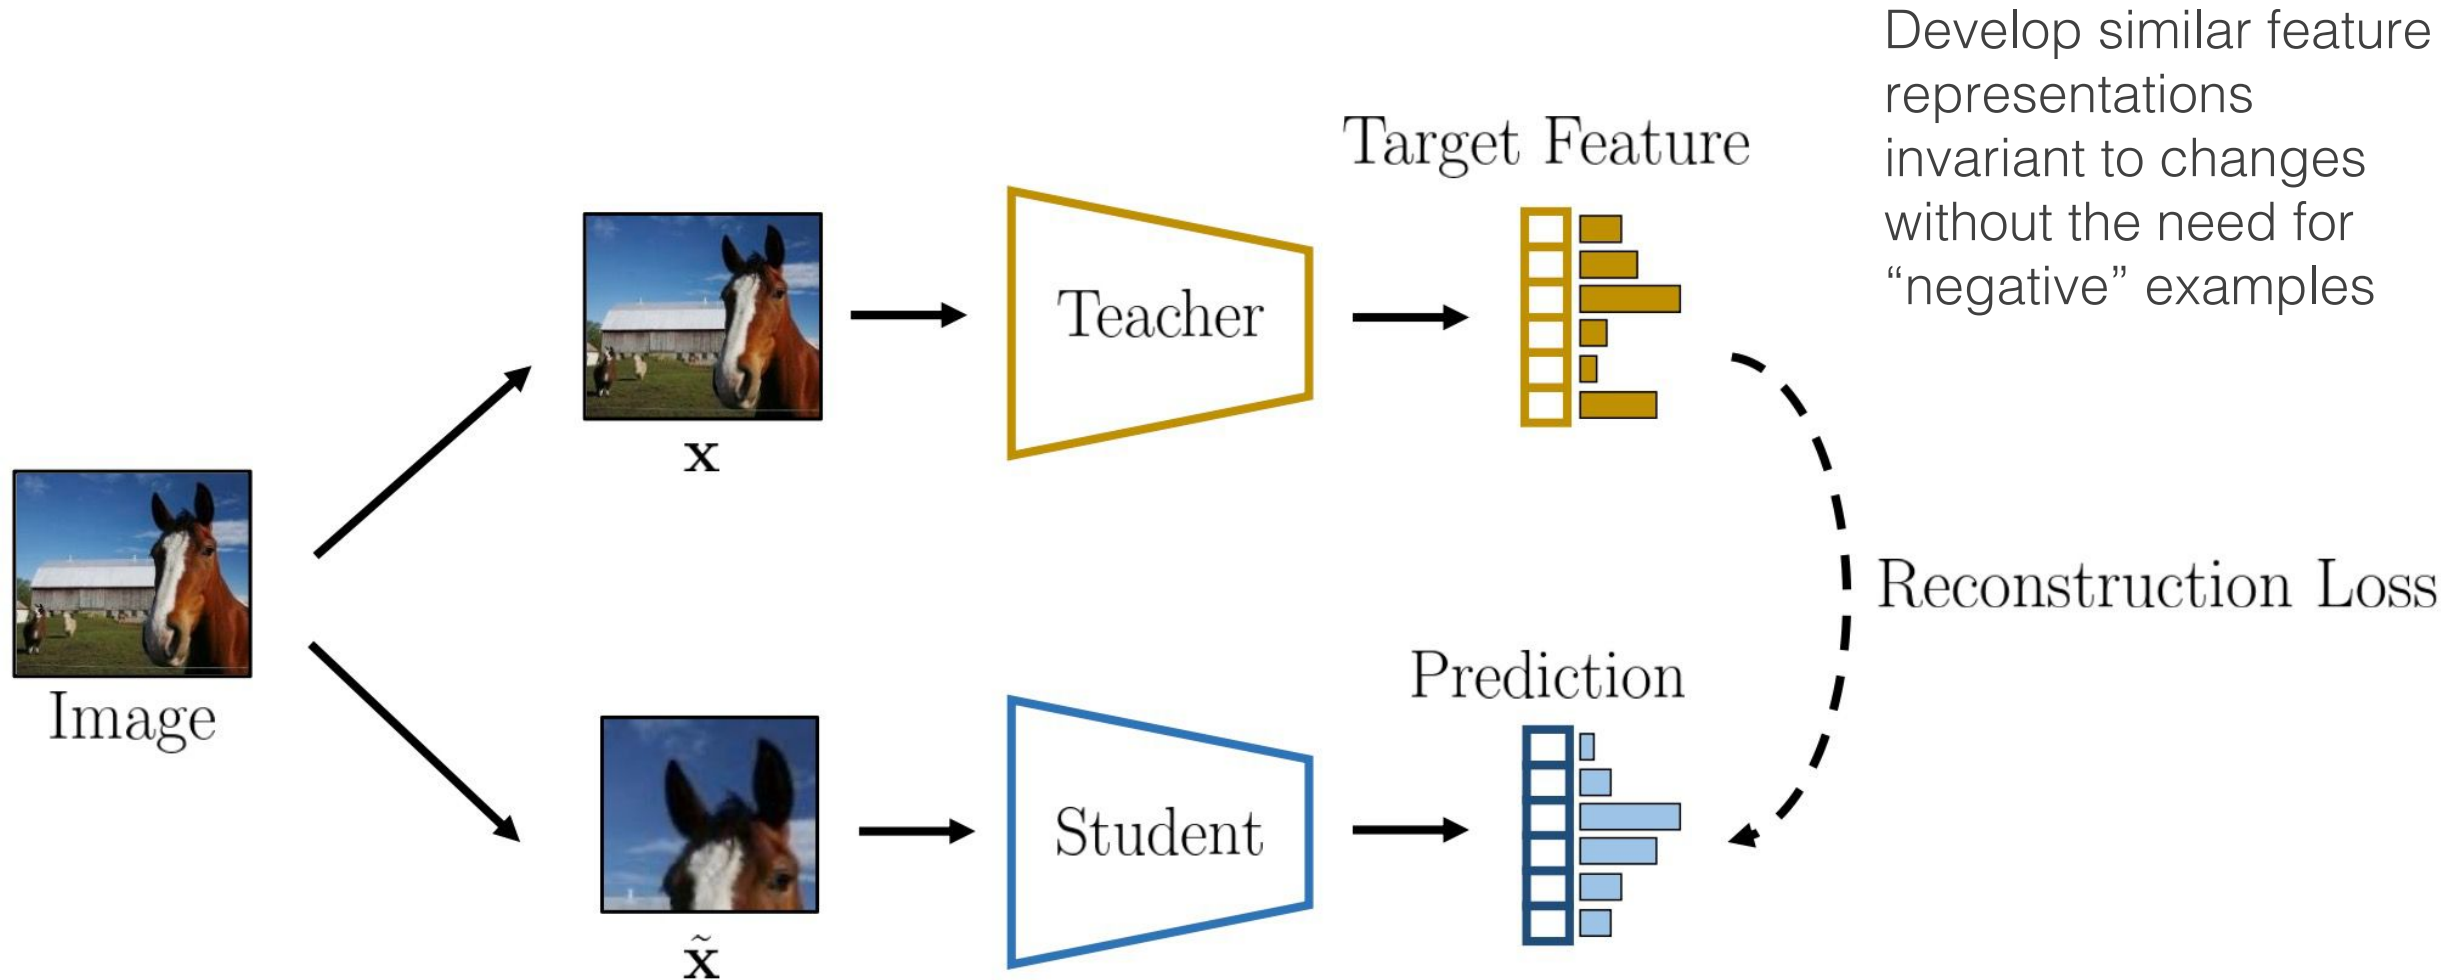 Develop similar feature
representations
invariant to changes
without the need for
“negative” examples
Target Feature
Teacher
x
Image
Reconstruction Loss
Prediction
Student
x̃